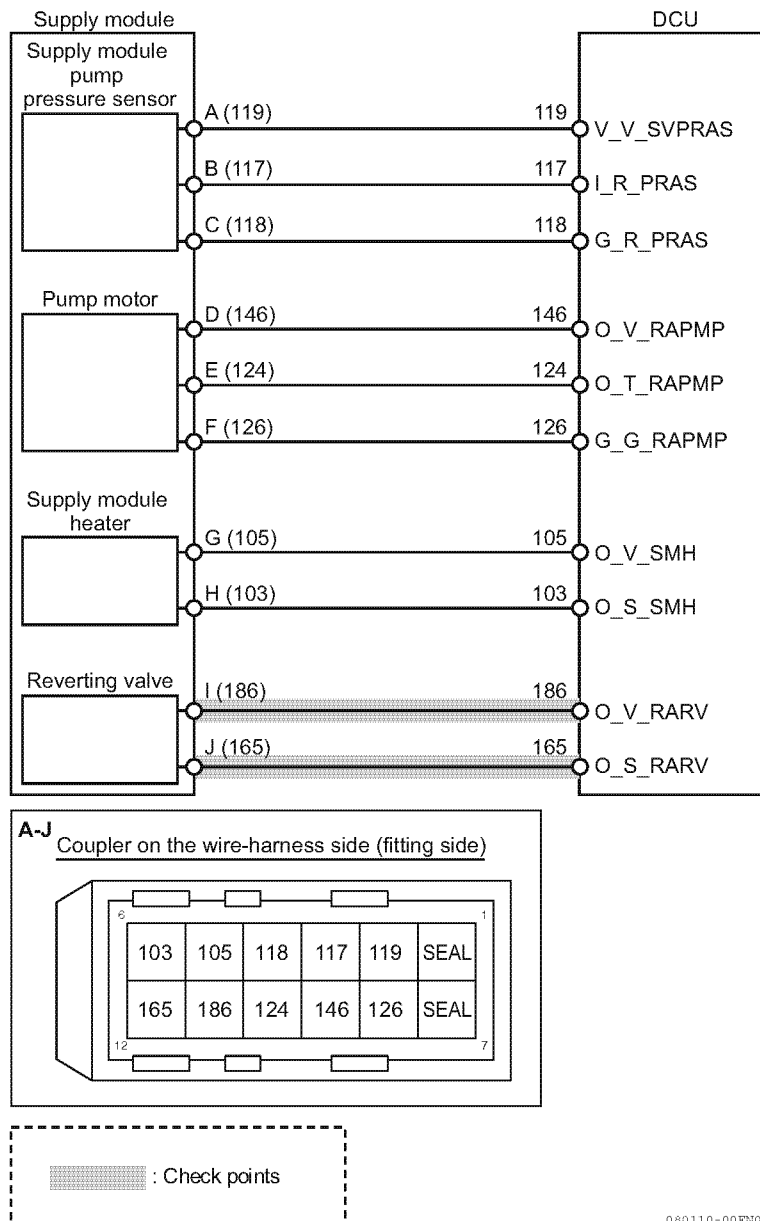 Supply module DCU
Supply module
pump
pressure sensor
A (119) 119 V_V_SVPRAS
B (117) 117 I_R_PRAS
C (118) 118 G_R_PRAS
Pump motor
D (146) 146 O_V_RAPMP
E (124) 124 O_T_RAPMP
F (126) 126 G_G_RAPMP
Supply module
heater
G (105) 105 O_V_SMH
H (103) 103 O_S_SMH
Reverting valve
I (186) 186 O_V_RARV
J (165) 165 O_S_RARV
A-J
Coupler on the wire-harness side (fitting side)
6 1
103 105 118 117 119 SEAL
165 186 124 146 126 SEAL
12 7
: Check points